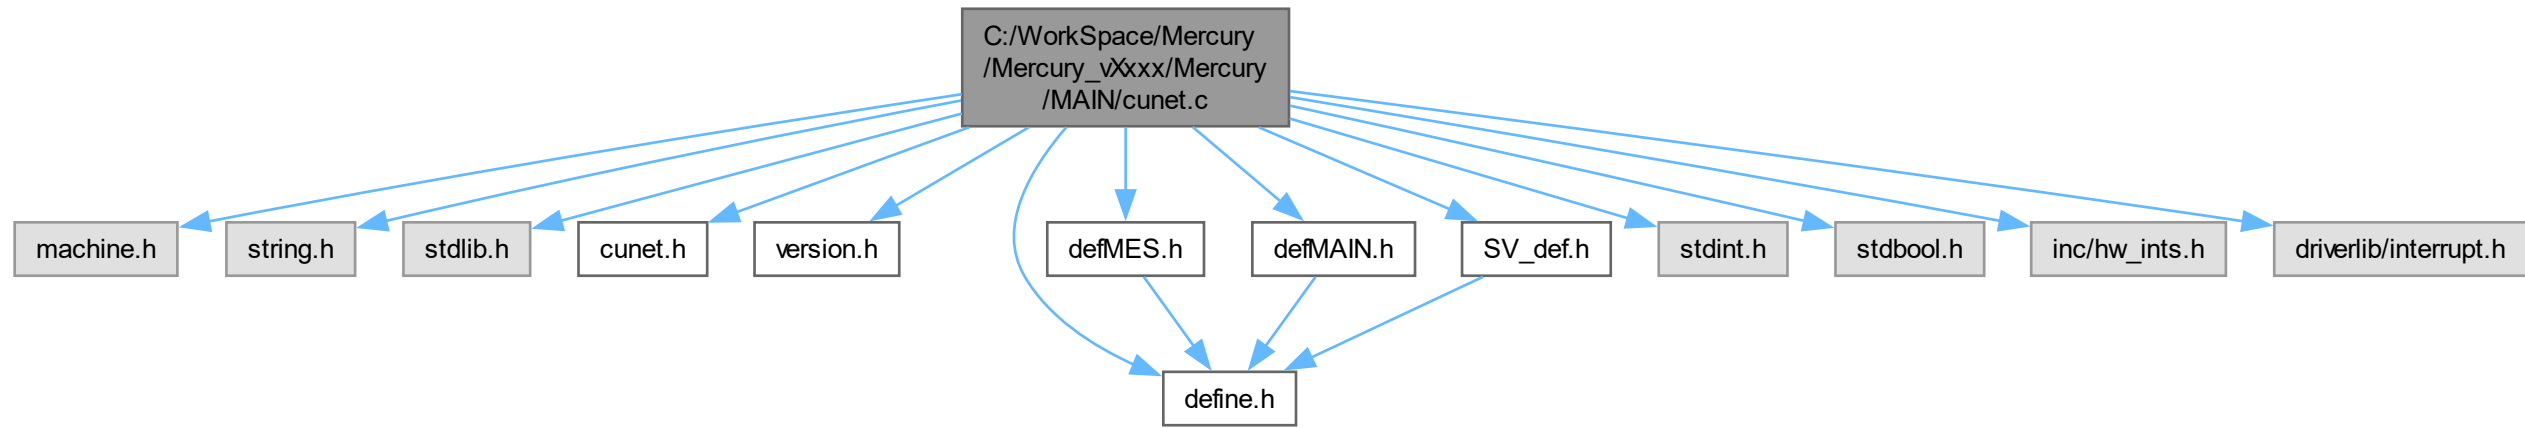 C:/WorkSpace/Mercury
/Mercury_vXxxx/Mercury
/MAIN/cunet.c
machine.h
string.h
stdlib.h
cunet.h
version.h
defMES.h
defMAIN.h
SV_def.h
stdint.h
stdbool.h
inc/hw_ints.h
driverlib/interrupt.h
define.h